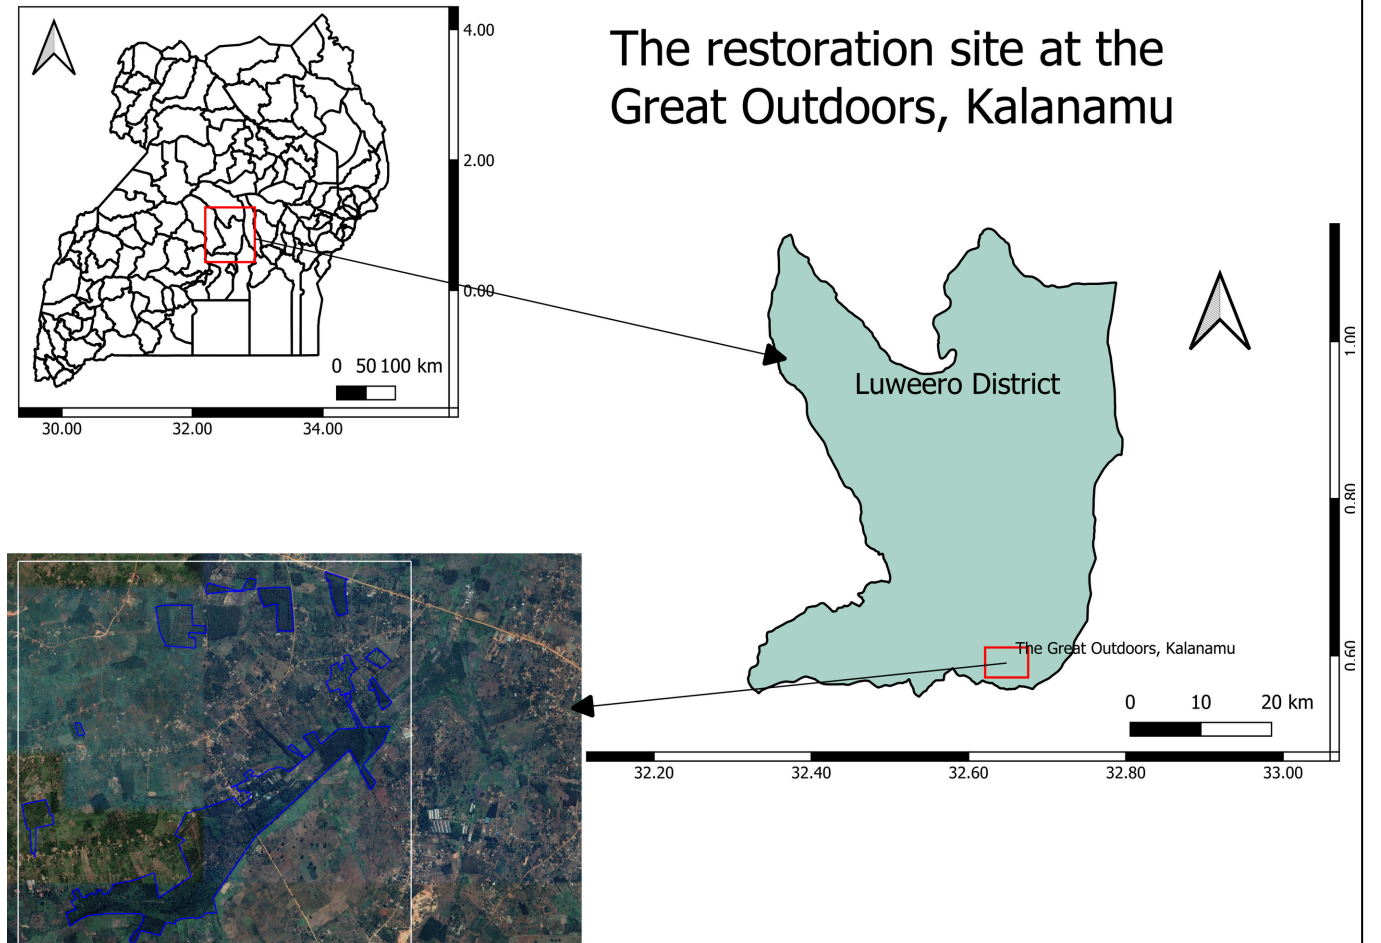 The restoration site at the
Great Outdoors, Kalanamu
4.00
2.00
0.00
0 50 100 km
30.00 32.00 34.00
Luweero District
The Great Outdoors, Kalanamu
0 10 20 km
1.00
0.80
0.60
32.20 32.40 32.60 32.80 33.00